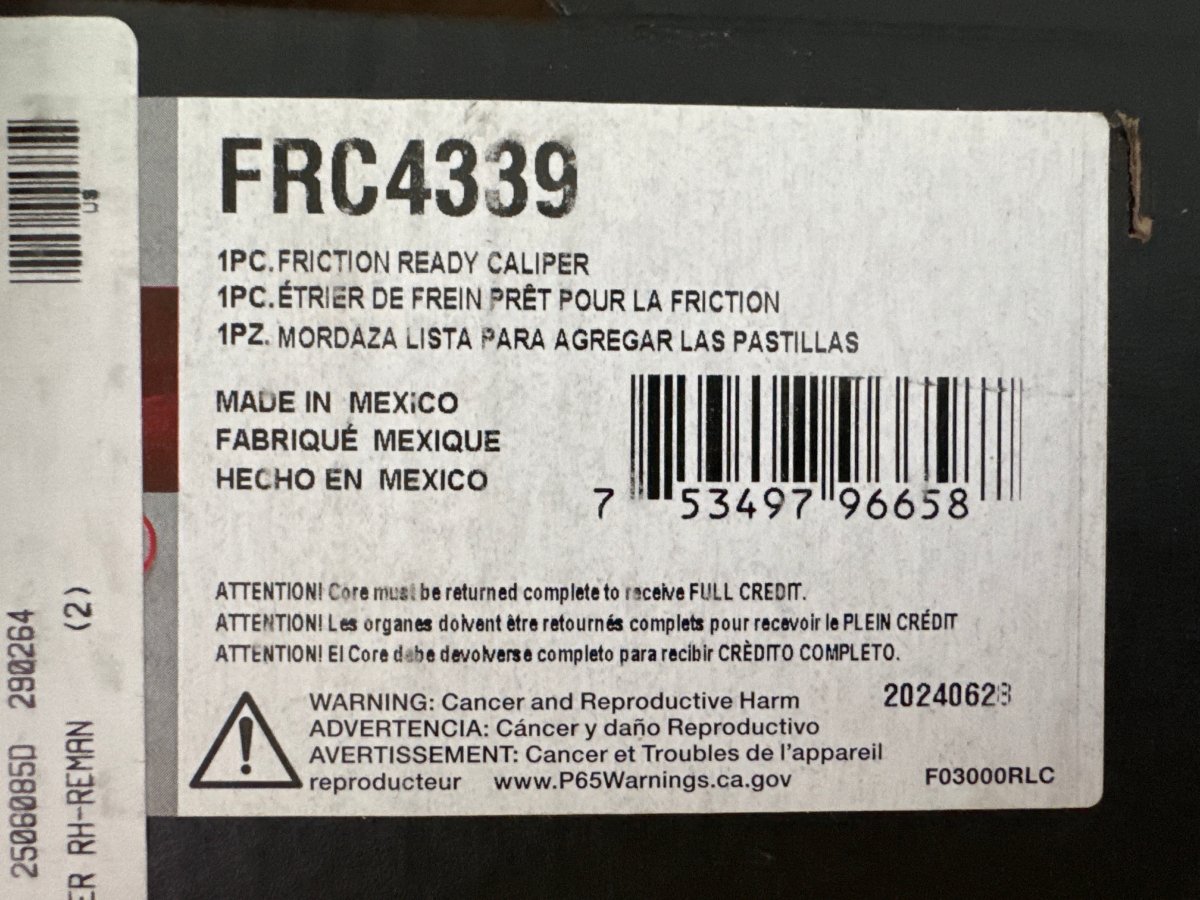 FRC4339
1PC. FRICTION READY CALIPER
1PC. ÉTRIER DE FREIN PRÊT POUR LA FRICTION
1PZ. MORDAZA LISTA PARA AGREGAR LAS PASTILLAS
MADE IN MEXICO
FABRIQUÉ MEXIQUE
HECHO EN MEXICO
7 53497 96658
ATTENTION! Core must be returned complete to receive FULL CREDIT.
ATTENTION! Les organes doivent être retournés complets pour recevoir le PLEIN CRÉDIT
ATTENTION! El Core debe devolverse completo para recibir CRÈDITO COMPLETO.
WARNING: Cancer and Reproductive Harm
ADVERTENCIA: Cáncer y daño Reproductivo
AVERTISSEMENT: Cancer et Troubles de l'appareil
reproducteur www.P65Warnings.ca.gov
20240628
F03000RLC
US
2506085D 290264
ER RH-REMAN (2)